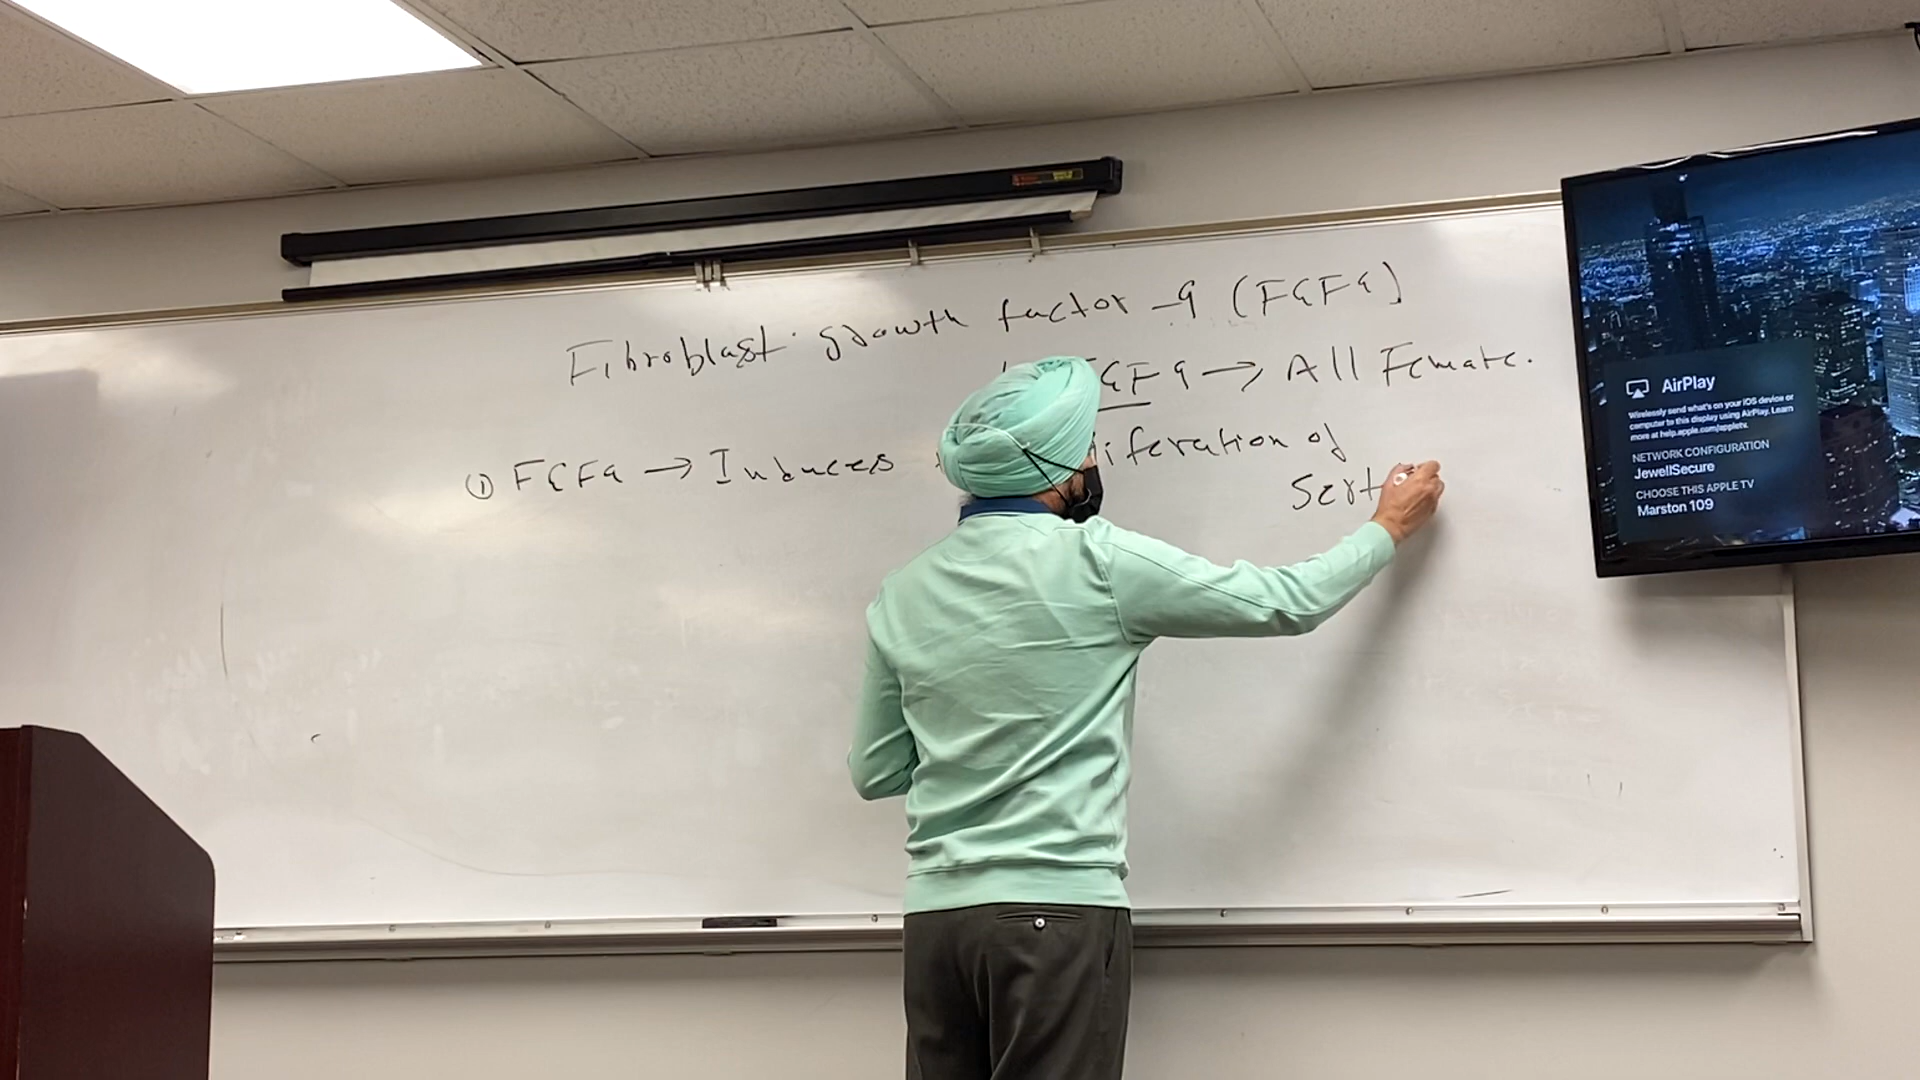 Fibroblast growth factor -9 (FGF9)
GF9 → All Female.
① FGF9 → Induces
iferation of
Sert
AirPlay
Wirelessly send what's on your iOS device or
computer to this display using AirPlay. Learn
more at help.apple.com/appletv.
NETWORK CONFIGURATION
JewellSecure
CHOOSE THIS APPLE TV
Marston 109